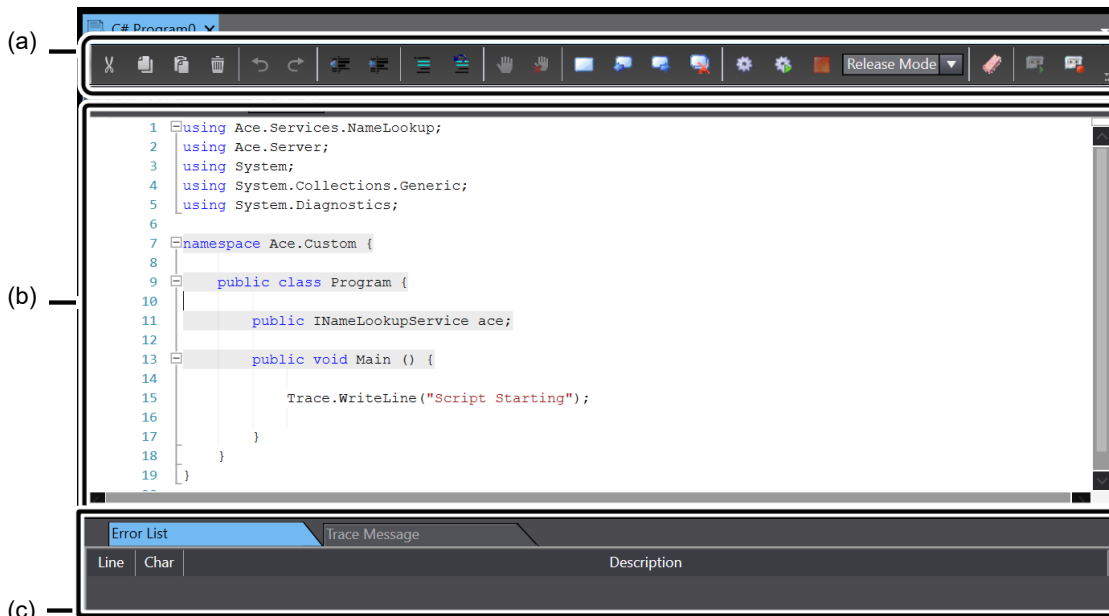 C# Program0
(a)
Release Mode
(b)
1 using Ace.Services.NameLookup;
2 using Ace.Server;
3 using System;
4 using System.Collections.Generic;
5 using System.Diagnostics;
6
7 namespace Ace.Custom {
8
9 public class Program {
10
11 public INameLookupService ace;
12
13 public void Main () {
14
15 Trace.WriteLine("Script Starting");
16
17 }
18 }
19 }
Error List Trace Message
Line Char Description
(c)